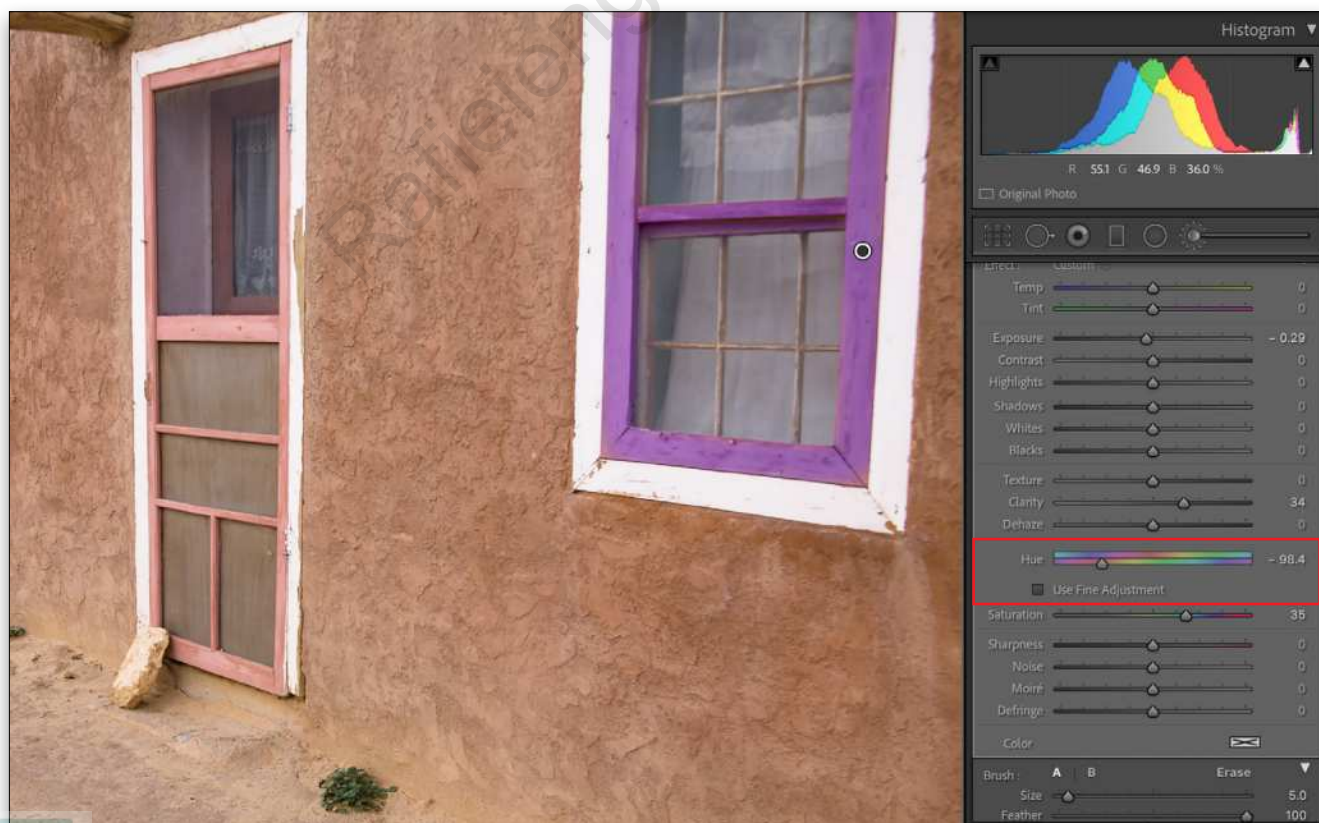 Histogram
R 55.1 G 46.9 B 36.0 %
Original Photo
Effect : Custom
Temp 0
Tint 0
Exposure - 0.29
Contrast 0
Highlights 0
Shadows 0
Whites 0
Blacks 0
Texture 0
Clarity 34
Dehaze 0
Hue - 98.4
Use Fine Adjustment
Saturation 35
Sharpness 0
Noise 0
Moiré 0
Defringe 0
Color
Brush : A B Erase
Size 5.0
Feather 100